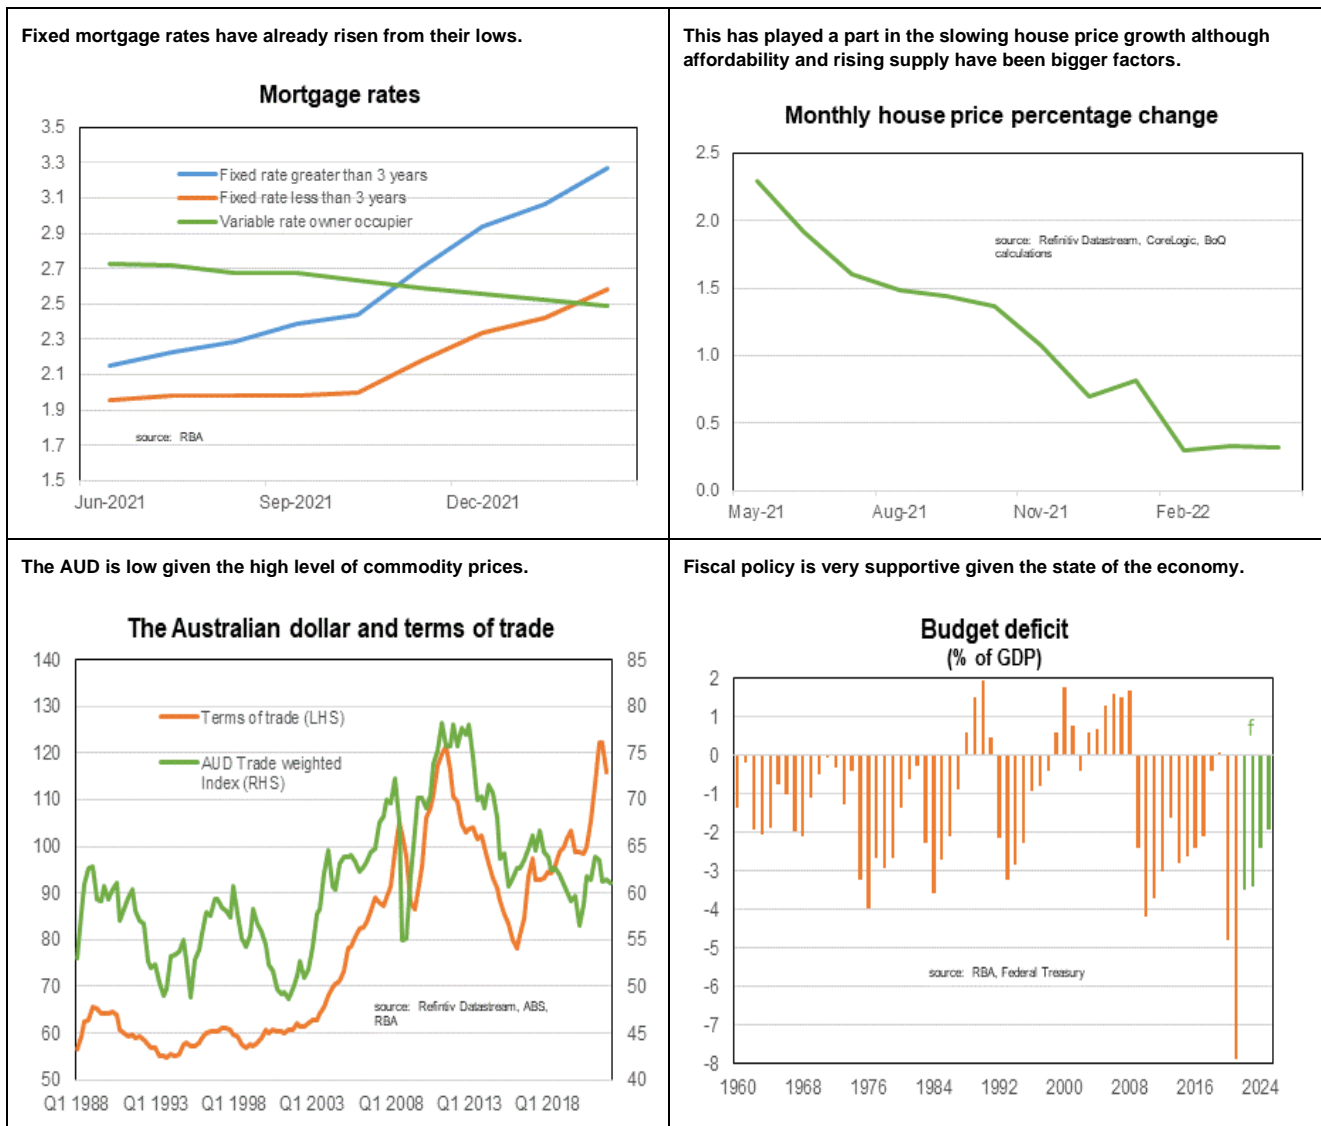 Fixed mortgage rates have already risen from their lows.
Mortgage rates
3.5
3.3
3.1
2.9
2.7
2.5
2.3
2.1
1.9
1.7
1.5
Fixed rate greater than 3 years
Fixed rate less than 3 years
Variable rate owner occupier
source: RBA
Jun-2021 Sep-2021 Dec-2021
This has played a part in the slowing house price growth although
affordability and rising supply have been bigger factors.
Monthly house price percentage change
2.5
2.0
1.5
1.0
0.5
0.0
source: Refinitiv Datastream, CoreLogic, BoQ
calculations
May-21 Aug-21 Nov-21 Feb-22
The AUD is low given the high level of commodity prices.
The Australian dollar and terms of trade
140
130
120
110
100
90
80
70
60
50
Terms of trade (LHS)
AUD Trade weighted
Index (RHS)
source: Refintiv Datastream, ABS,
RBA
85
80
75
70
65
60
55
50
45
40
Q1 1988 Q1 1993 Q1 1998 Q1 2003 Q1 2008 Q1 2013 Q1 2018
Fiscal policy is very supportive given the state of the economy.
Budget deficit
(% of GDP)
2
1
0
-1
-2
-3
-4
-5
-6
-7
-8
f
source: RBA, Federal Treasury
1960 1968 1976 1984 1992 2000 2008 2016 2024